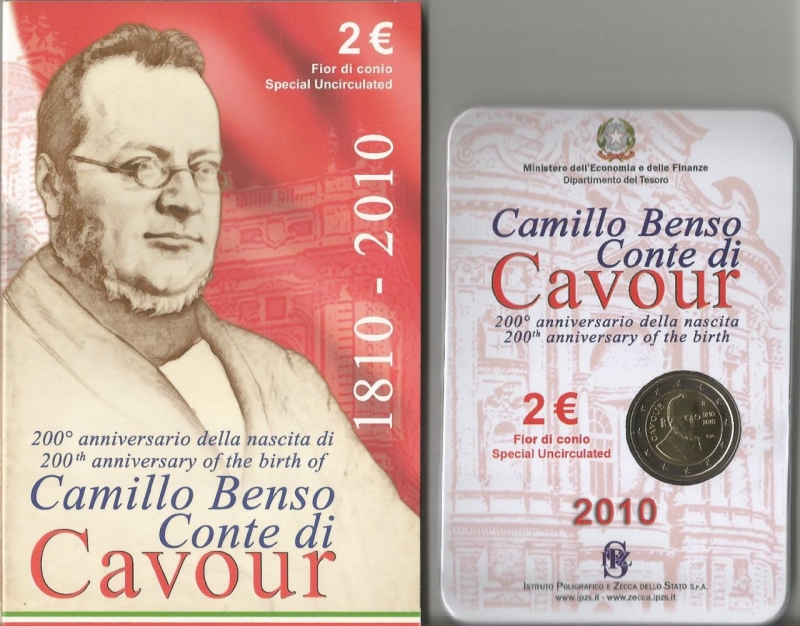 2 €
Fior di conio
Special Uncirculated
1810 - 2010
200° anniversario della nascita di
200th anniversary of the birth of
Camillo Benso
Conte di
Cavour
Ministero dell'Economia e delle Finanze
Dipartimento del Tesoro
Camillo Benso
Conte di
Cavour
200° anniversario della nascita
200th anniversary of the birth
2 €
Fior di conio
Special Uncirculated
CAVOUR
1810
2010
2010
ISTITUTO POLIGRAFICO E ZECCA DELLO STATO S.P.A.
www.ipzs.it - www.zecca.ipzs.it